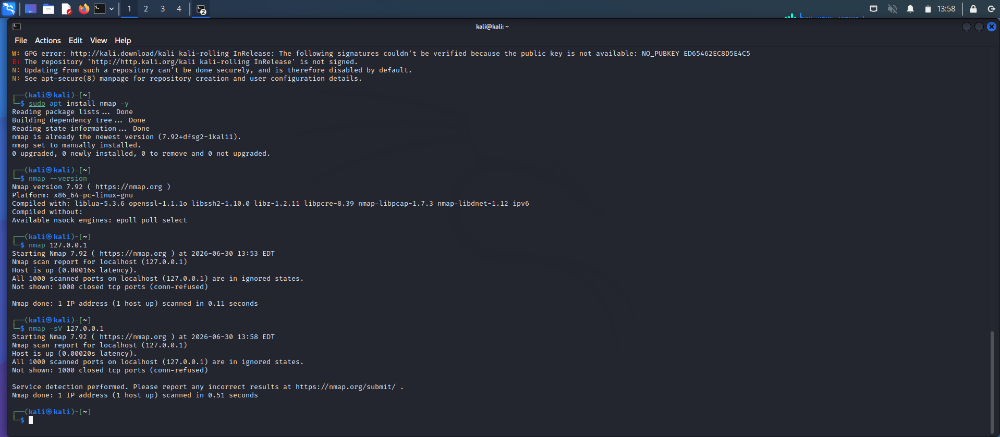 1 2 3 4 2 13:58
kali@kali: ~
File Actions Edit View Help
W: GPG error: http://kali.download/kali kali-rolling InRelease: The following signatures couldn't be verified because the public key is not available: NO_PUBKEY ED65462EC8D5E4C5
E: The repository 'http://http.kali.org/kali kali-rolling InRelease' is not signed.
N: Updating from such a repository can't be done securely, and is therefore disabled by default.
N: See apt-secure(8) manpage for repository creation and user configuration details.
┌──(kali㉿kali)-[~]
└─$ sudo apt install nmap -y
Reading package lists... Done
Building dependency tree... Done
Reading state information... Done
nmap is already the newest version (7.92+dfsg2-1kali1).
nmap set to manually installed.
0 upgraded, 0 newly installed, 0 to remove and 0 not upgraded.
┌──(kali㉿kali)-[~]
└─$ nmap --version
Nmap version 7.92 ( https://nmap.org )
Platform: x86_64-pc-linux-gnu
Compiled with: liblua-5.3.6 openssl-1.1.1o libssh2-1.10.0 libz-1.2.11 libpcre-8.39 nmap-libpcap-1.7.3 nmap-libdnet-1.12 ipv6
Compiled without:
Available nsock engines: epoll poll select
┌──(kali㉿kali)-[~]
└─$ nmap 127.0.0.1
Starting Nmap 7.92 ( https://nmap.org ) at 2026-06-30 13:53 EDT
Nmap scan report for localhost (127.0.0.1)
Host is up (0.00016s latency).
All 1000 scanned ports on localhost (127.0.0.1) are in ignored states.
Not shown: 1000 closed tcp ports (conn-refused)
Nmap done: 1 IP address (1 host up) scanned in 0.11 seconds
┌──(kali㉿kali)-[~]
└─$ nmap -sV 127.0.0.1
Starting Nmap 7.92 ( https://nmap.org ) at 2026-06-30 13:58 EDT
Nmap scan report for localhost (127.0.0.1)
Host is up (0.00020s latency).
All 1000 scanned ports on localhost (127.0.0.1) are in ignored states.
Not shown: 1000 closed tcp ports (conn-refused)
Service detection performed. Please report any incorrect results at https://nmap.org/submit/ .
Nmap done: 1 IP address (1 host up) scanned in 0.51 seconds
┌──(kali㉿kali)-[~]
└─$